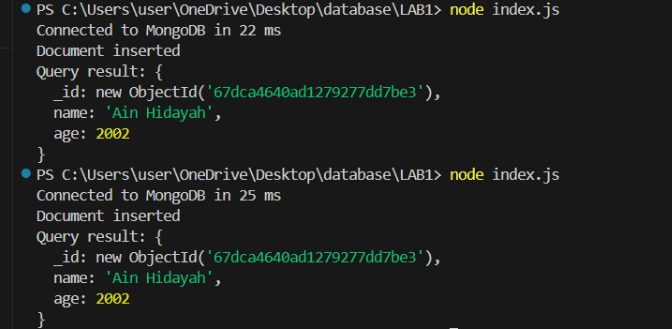 PS C:\Users\user\OneDrive\Desktop\database\LAB1> node index.js
Connected to MongoDB in 22 ms
Document inserted
Query result: {
  _id: new ObjectId('67dca4640ad1279277dd7be3'),
  name: 'Ain Hidayah',
  age: 2002
}
PS C:\Users\user\OneDrive\Desktop\database\LAB1> node index.js
Connected to MongoDB in 25 ms
Document inserted
Query result: {
  _id: new ObjectId('67dca4640ad1279277dd7be3'),
  name: 'Ain Hidayah',
  age: 2002
}